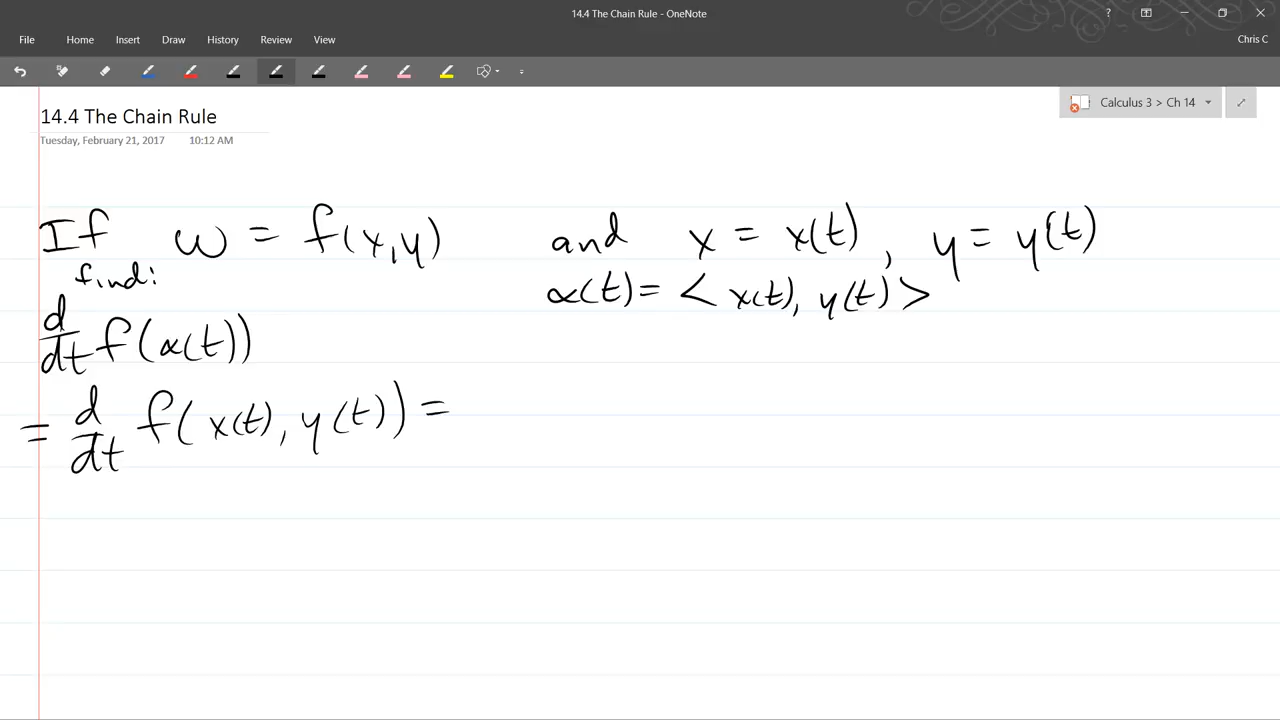 14.4 The Chain Rule - OneNote
?
File Home Insert Draw History Review View
Chris C
14.4 The Chain Rule
Calculus 3 > Ch 14
Tuesday, February 21, 2017 10:12 AM
If w = f(x,y) and x = x(t), y = y(t)
find: α(t) = < x(t), y(t) >
d/dt f(α(t))
= d/dt f(x(t), y(t)) =